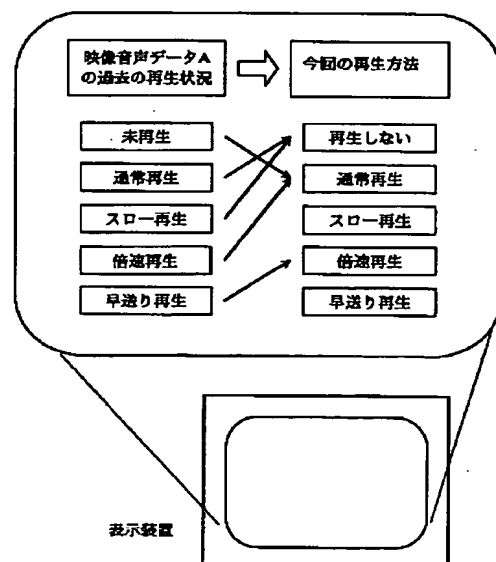 映像音声データA
の過去の再生状況
今回の再生方法
未再生
再生しない
通常再生
通常再生
スロー再生
スロー再生
倍速再生
倍速再生
早送り再生
早送り再生
表示装置